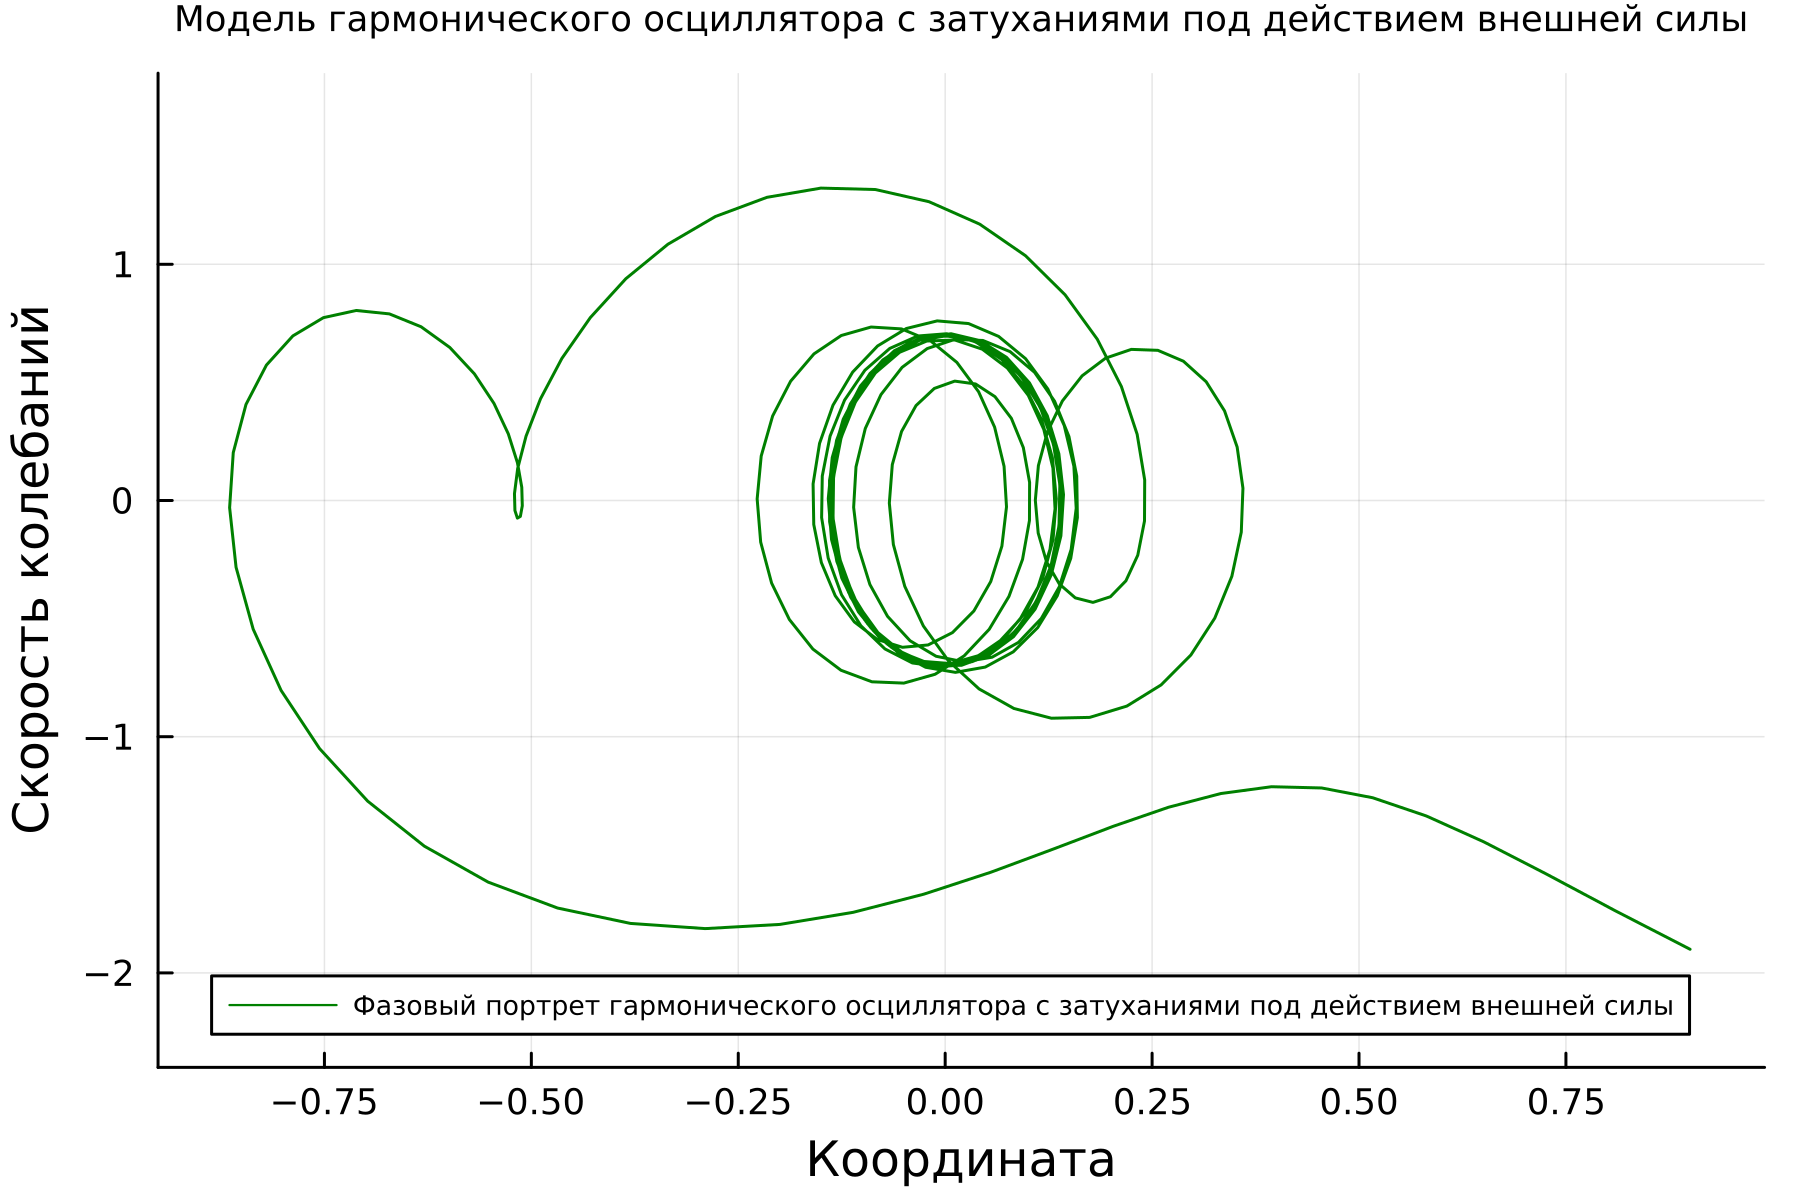 Модель гармонического осциллятора с затуханиями под действием внешней силы
Скорость колебаний
1
0
−1
−2
Фазовый портрет гармонического осциллятора с затуханиями под действием внешней силы
−0.75 −0.50 −0.25 0.00 0.25 0.50 0.75
Координата